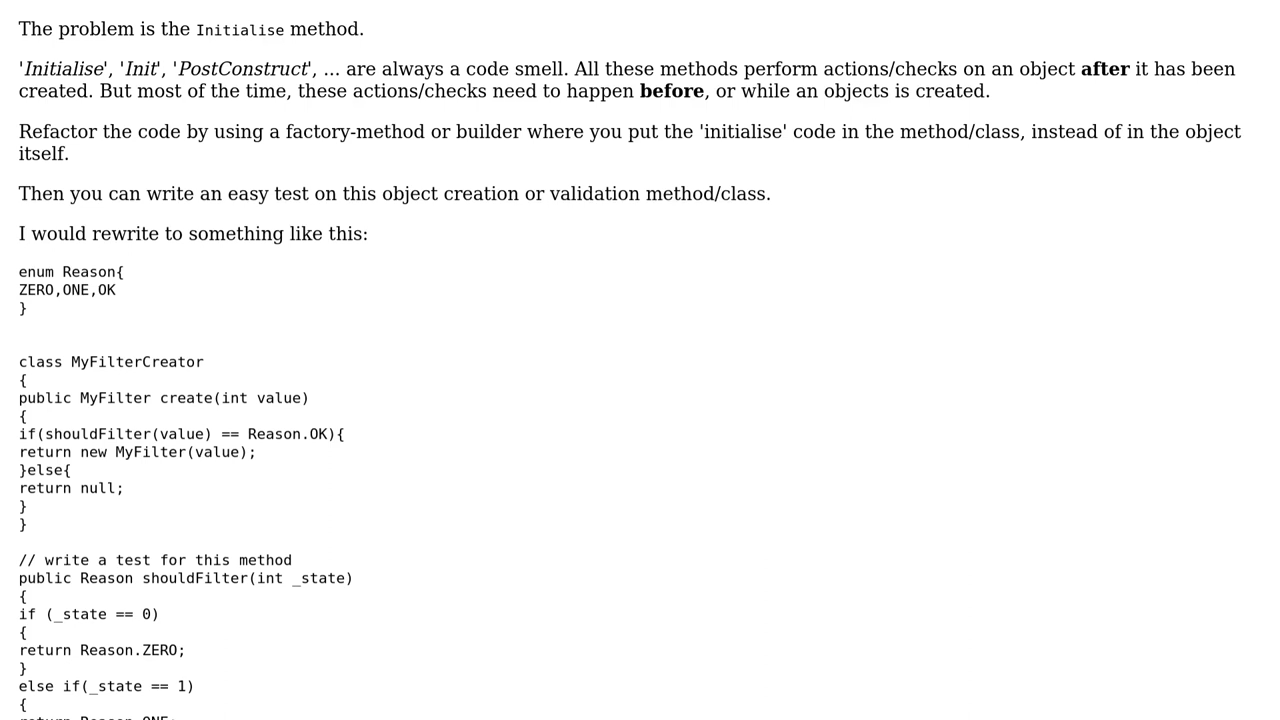 The problem is the Initialise method.
'Initialise', 'Init', 'PostConstruct', ... are always a code smell. All these methods perform actions/checks on an object after it has been
created. But most of the time, these actions/checks need to happen before, or while an objects is created.
Refactor the code by using a factory-method or builder where you put the 'initialise' code in the method/class, instead of in the object
itself.
Then you can write an easy test on this object creation or validation method/class.
I would rewrite to something like this:
enum Reason{
ZERO,ONE,OK
}
class MyFilterCreator
{
public MyFilter create(int value)
{
if(shouldFilter(value) == Reason.OK){
return new MyFilter(value);
}else{
return null;
}
}
// write a test for this method
public Reason shouldFilter(int _state)
{
if (_state == 0)
{
return Reason.ZERO;
}
else if(_state == 1)
{
return Reason.ONE;